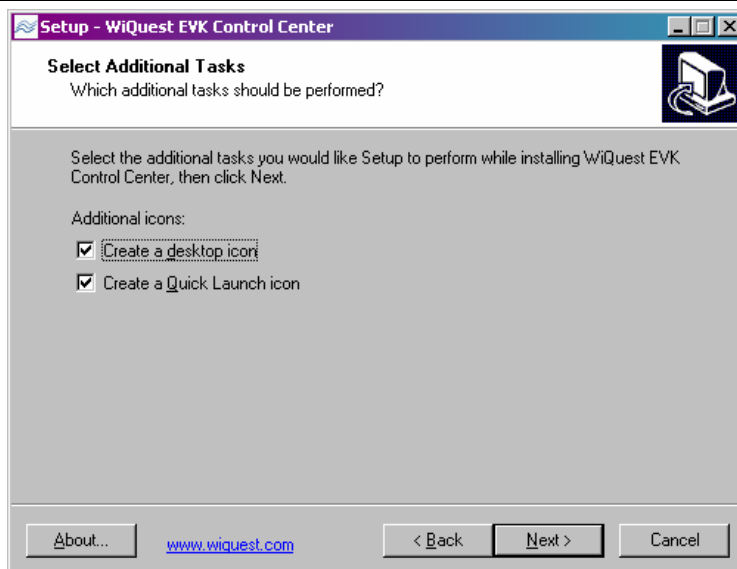 Setup - WiQuest EVK Control Center
Select Additional Tasks
Which additional tasks should be performed?
Select the additional tasks you would like Setup to perform while installing WiQuest EVK
Control Center, then click Next.
Additional icons:
Create a desktop icon
Create a Quick Launch icon
About...
www.wiquest.com
< Back
Next >
Cancel